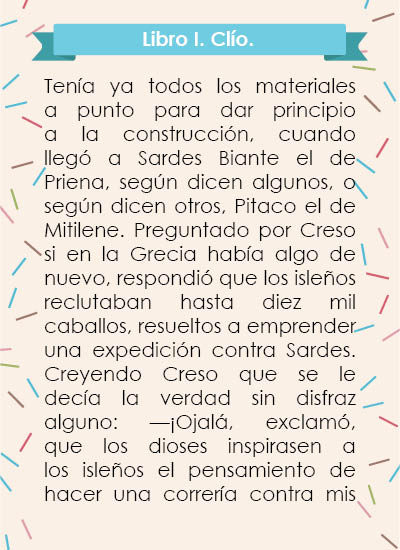 Libro I. Clío.
Tenía ya todos los materiales
a punto para dar principio
a la construcción, cuando
llegó a Sardes Biante el de
Priena, según dicen algunos, o
según dicen otros, Pitaco el de
Mitilene. Preguntado por Creso
si en la Grecia había algo de
nuevo, respondió que los isleños
reclutaban hasta diez mil
caballos, resueltos a emprender
una expedición contra Sardes.
Creyendo Creso que se le
decía la verdad sin disfraz
alguno: —¡Ojalá, exclamó,
que los dioses inspirasen a
los isleños el pensamiento de
hacer una correría contra mis